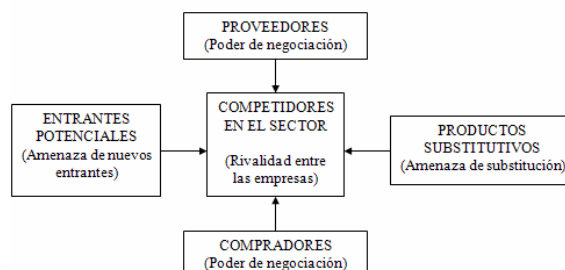 PROVEEDORES
(Poder de negociación)
ENTRANTES
POTENCIALES
(Amenaza de nuevos
entrantes)
COMPETIDORES
EN EL SECTOR
(Rivalidad entre
las empresas)
PRODUCTOS
SUBSTITUTIVOS
(Amenaza de substitución)
COMPRADORES
(Poder de negociación)